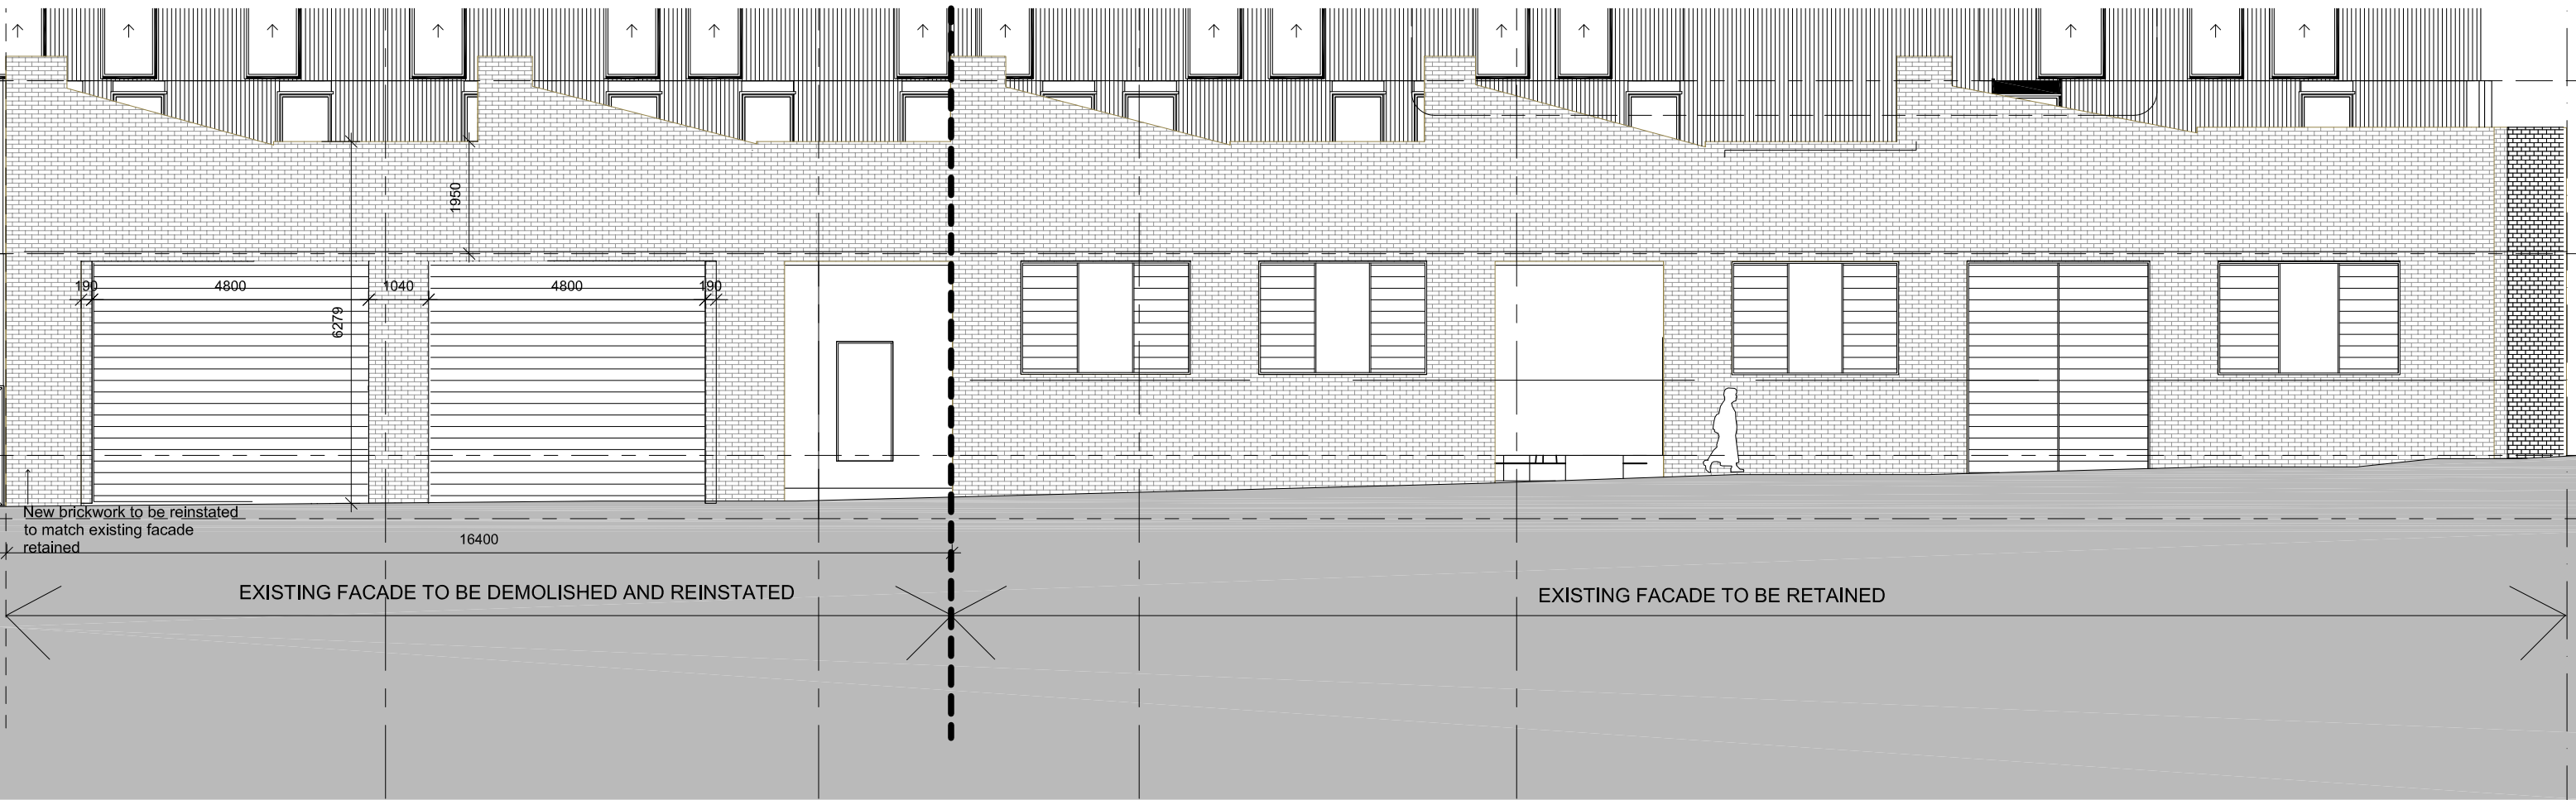 1950
190
4800
1040
4800
190
6279
New brickwork to be reinstated
to match existing facade
retained
16400
EXISTING FACADE TO BE DEMOLISHED AND REINSTATED
EXISTING FACADE TO BE RETAINED